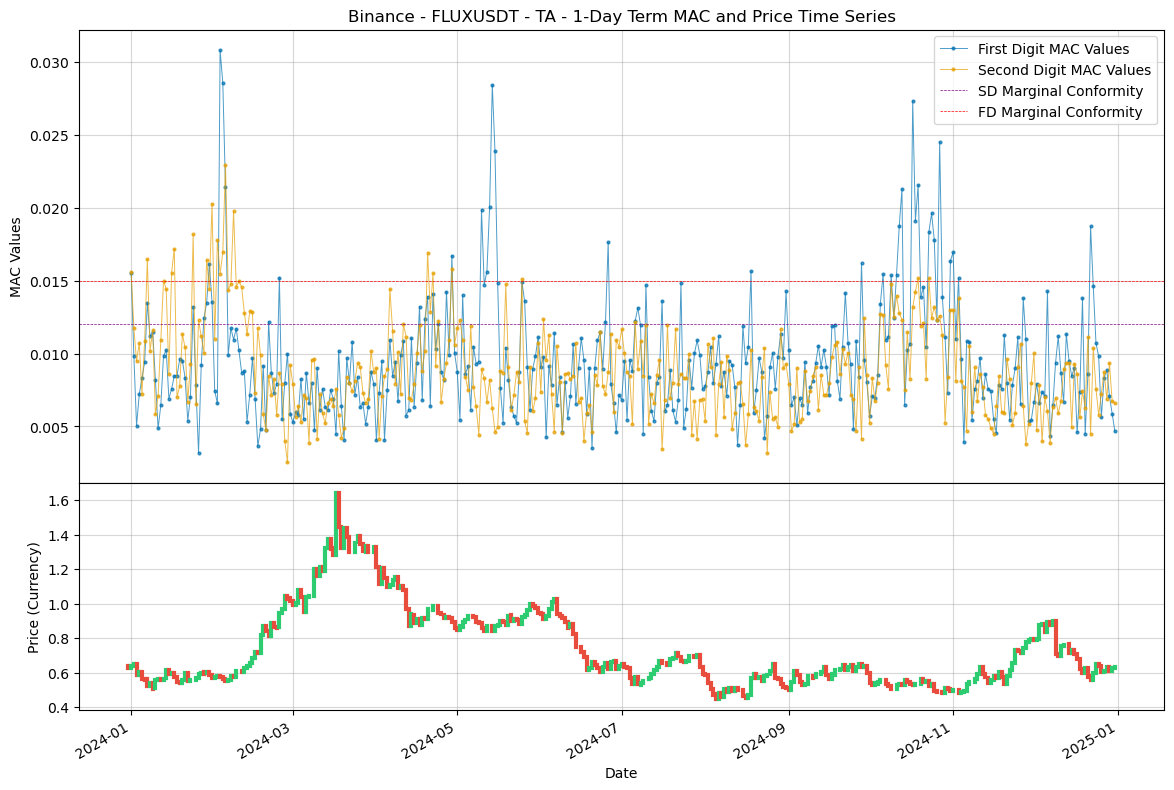 Binance - FLUXUSDT - TA - 1-Day Term MAC and Price Time Series
First Digit MAC Values
Second Digit MAC Values
SD Marginal Conformity
FD Marginal Conformity
MAC Values
0.030
0.025
0.020
0.015
0.010
0.005
Price (Currency)
1.6
1.4
1.2
1.0
0.8
0.6
0.4
2024-01
2024-03
2024-05
2024-07
2024-09
2024-11
2025-01
Date